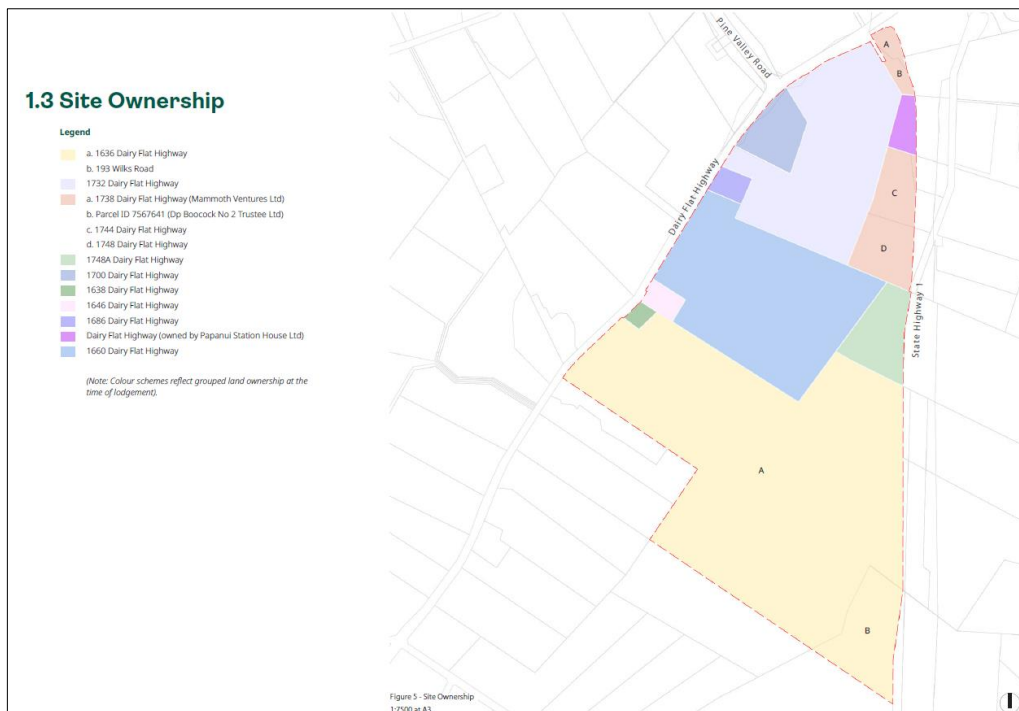 1.3 Site Ownership
Legend
a. 1636 Dairy Flat Highway
b. 193 Wilks Road
1732 Dairy Flat Highway
a. 1738 Dairy Flat Highway (Mammoth Ventures Ltd)
b. Parcel ID 7567641 (Dp Boocock No 2 Trustee Ltd)
c. 1744 Dairy Flat Highway
d. 1748 Dairy Flat Highway
1748A Dairy Flat Highway
1700 Dairy Flat Highway
1638 Dairy Flat Highway
1646 Dairy Flat Highway
1686 Dairy Flat Highway
Dairy Flat Highway (owned by Papanui Station House Ltd)
1660 Dairy Flat Highway
(Note: Colour schemes reflect grouped land ownership at the
time of lodgement).
Pine Valley Road
A
B
Dairy Flat Highway
C
D
State Highway 1
A
B
Figure 5 - Site Ownership
1:7500 at A3